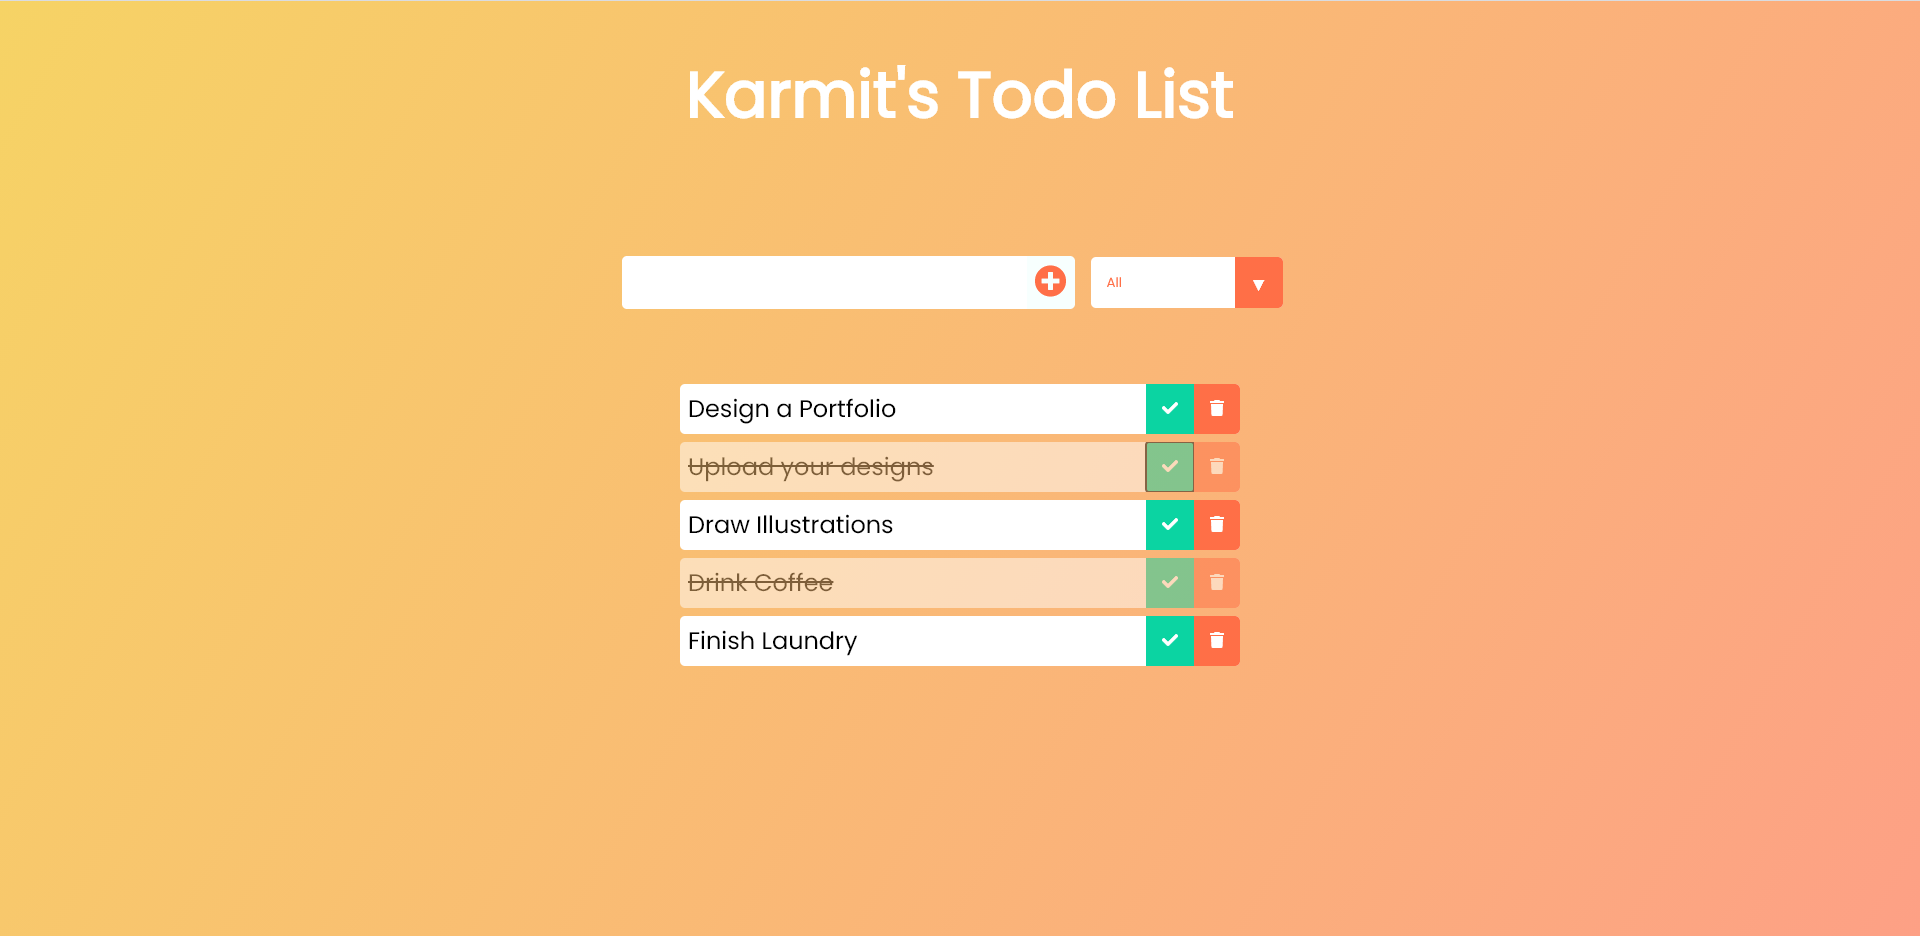 Karmit's Todo List
All
Design a Portfolio
Upload your designs
Draw Illustrations
Drink Coffee
Finish Laundry